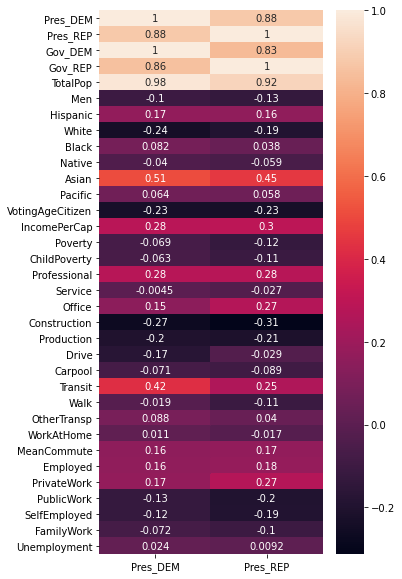 Pres_DEM 1 0.88
Pres_REP 0.88 1
Gov_DEM 1 0.83
Gov_REP 0.86 1
TotalPop 0.98 0.92
Men -0.1 -0.13
Hispanic 0.17 0.16
White -0.24 -0.19
Black 0.082 0.038
Native -0.04 -0.059
Asian 0.51 0.45
Pacific 0.064 0.058
VotingAgeCitizen -0.23 -0.23
IncomePerCap 0.28 0.3
Poverty -0.069 -0.12
ChildPoverty -0.063 -0.11
Professional 0.28 0.28
Service -0.0045 -0.027
Office 0.15 0.27
Construction -0.27 -0.31
Production -0.2 -0.21
Drive -0.17 -0.029
Carpool -0.071 -0.089
Transit 0.42 0.25
Walk -0.019 -0.11
OtherTransp 0.088 0.04
WorkAtHome 0.011 -0.017
MeanCommute 0.16 0.17
Employed 0.16 0.18
PrivateWork 0.17 0.27
PublicWork -0.13 -0.2
SelfEmployed -0.12 -0.19
FamilyWork -0.072 -0.1
Unemployment 0.024 0.0092
Pres_DEM Pres_REP
1.0
0.8
0.6
0.4
0.2
0.0
−0.2